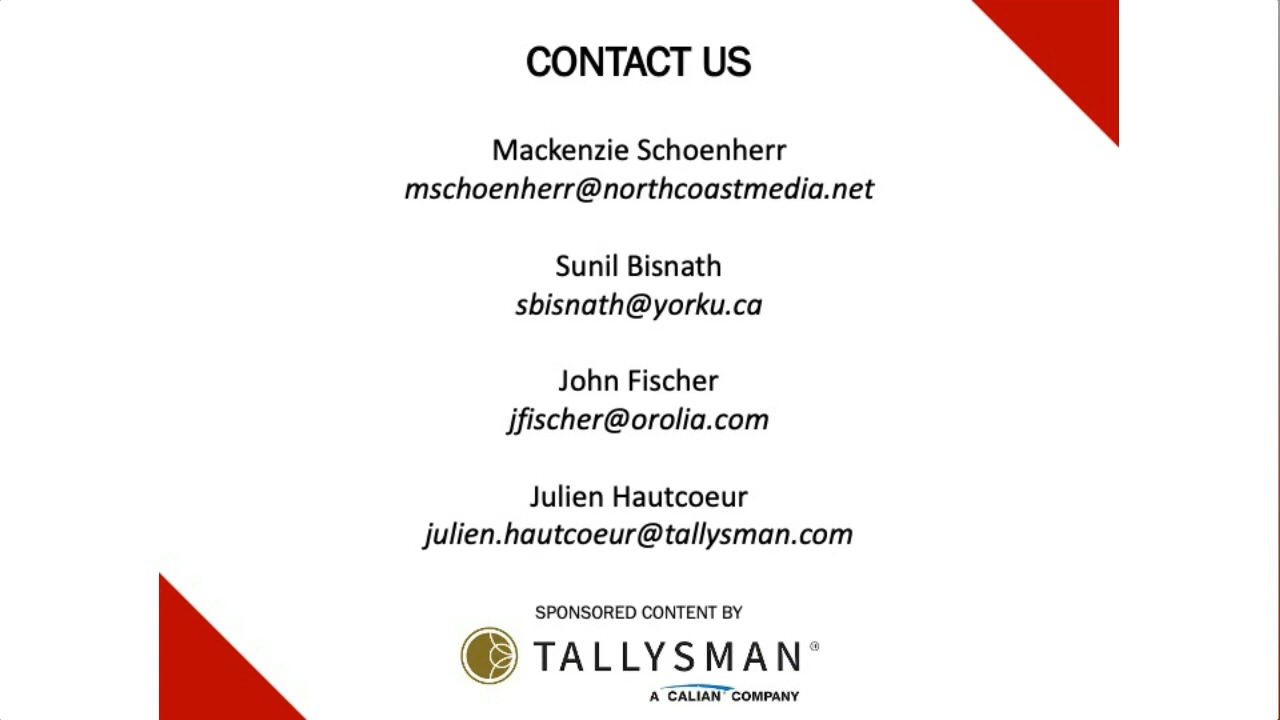 CONTACT US
Mackenzie Schoenherr
mschoenherr@northcoastmedia.net
Sunil Bisnath
sbisnath@yorku.ca
John Fischer
jfischer@orolia.com
Julien Hautcoeur
julien.hautcoeur@tallysman.com
SPONSORED CONTENT BY
TALLYSMAN®
A CALIAN® COMPANY